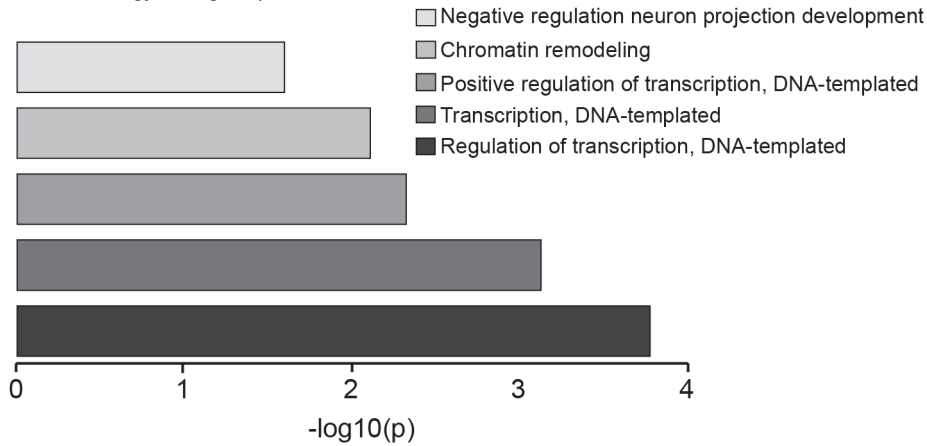 Negative regulation neuron projection development
Chromatin remodeling
Positive regulation of transcription, DNA-templated
Transcription, DNA-templated
Regulation of transcription, DNA-templated
0 1 2 3 4
-log10(p)